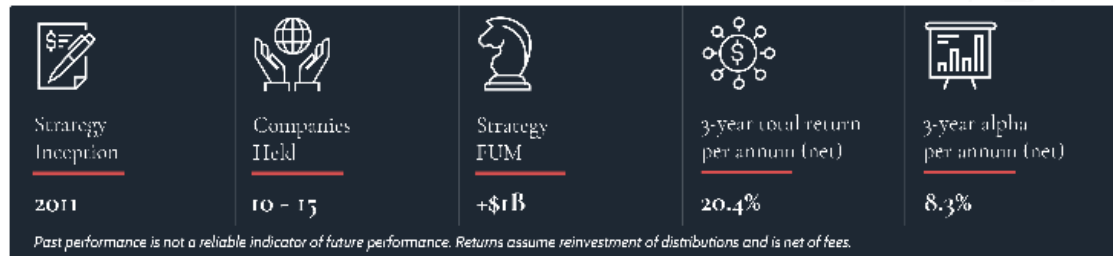 $=
Strategy
Inception
2011
Companies
Held
10 - 15
Strategy
FUM
+$1B
$
3-year total return
per annum (net)
20.4%
3-year alpha
per annum (net)
8.3%
Past performance is not a reliable indicator of future performance. Returns assume reinvestment of distributions and is net of fees.